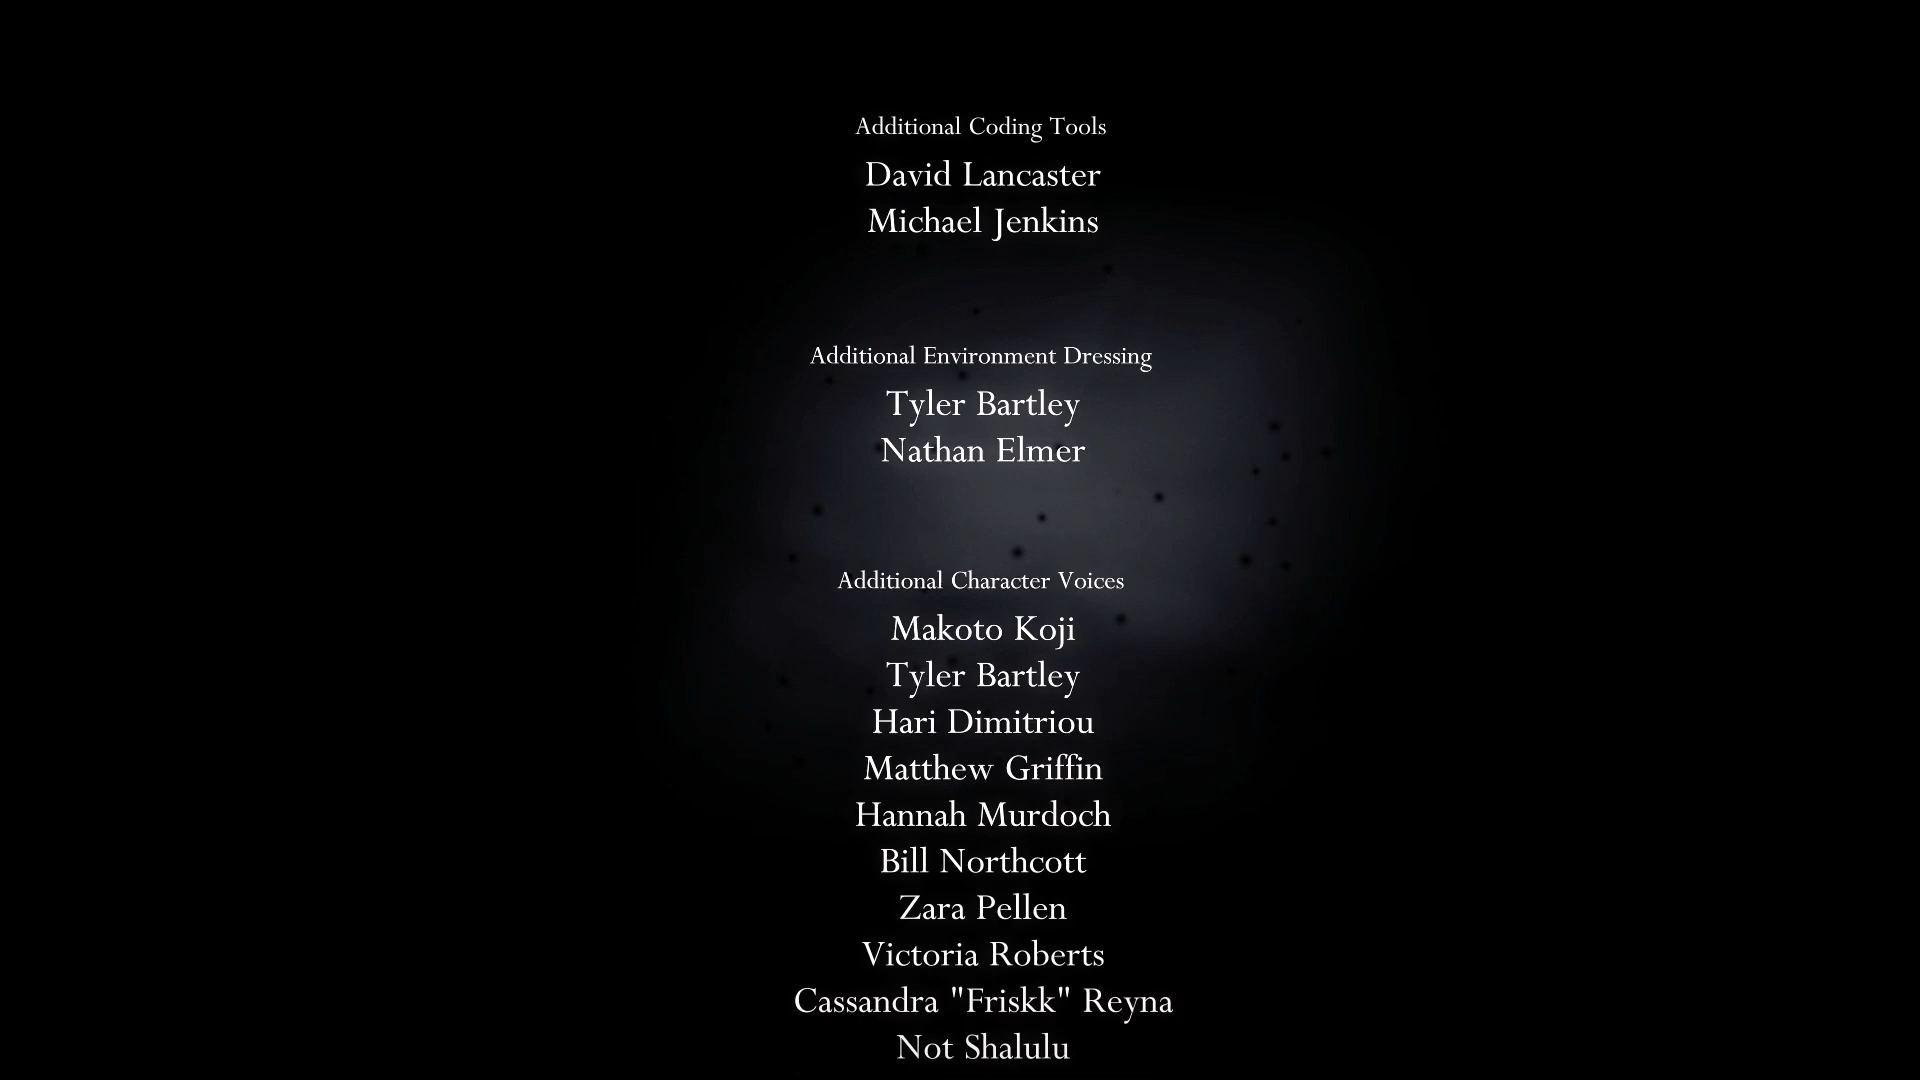 Additional Coding Tools
David Lancaster
Michael Jenkins
Additional Environment Dressing
Tyler Bartley
Nathan Elmer
Additional Character Voices
Makoto Koji
Tyler Bartley
Hari Dimitriou
Matthew Griffin
Hannah Murdoch
Bill Northcott
Zara Pellen
Victoria Roberts
Cassandra "Friskk" Reyna
Not Shalulu